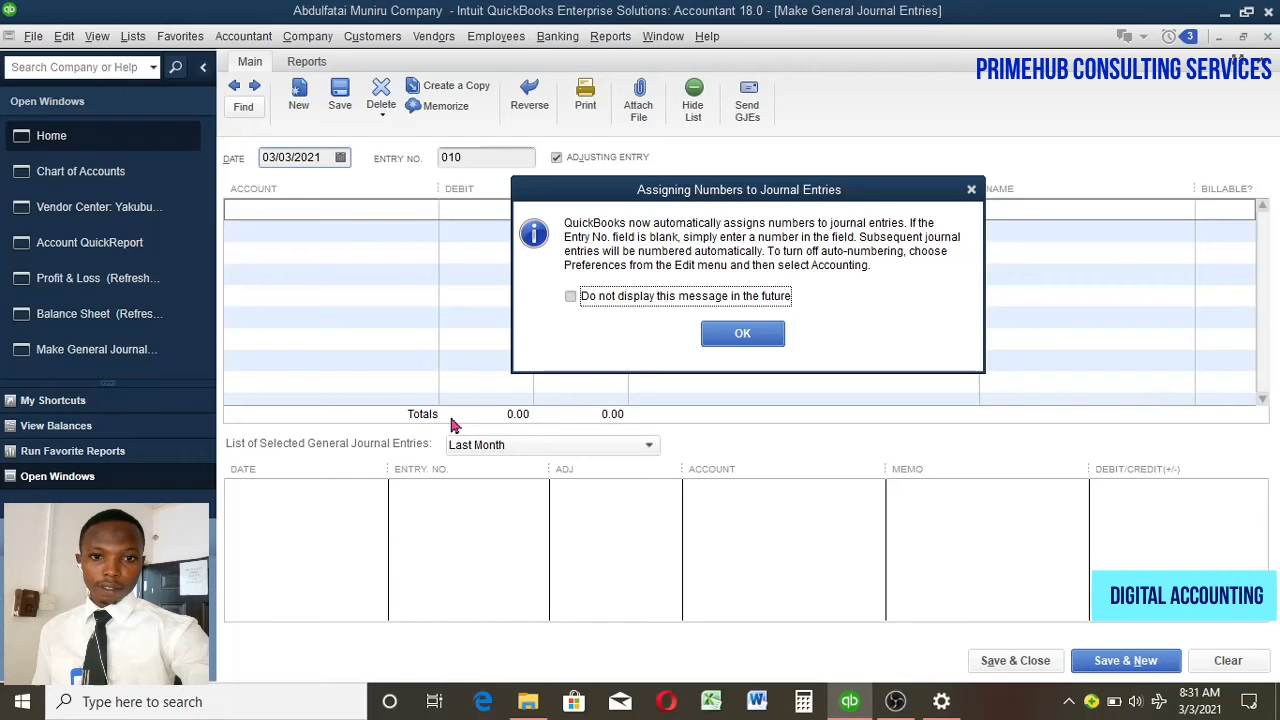 Abdulfatai Muniru Company - Intuit QuickBooks Enterprise Solutions: Accountant 18.0 - [Make General Journal Entries]
File Edit View Lists Favorites Accountant Company Customers Vendors Employees Banking Reports Window Help
3
Search Company or Help
Main Reports
PRIMEHUB CONSULTING SERVICES
Open Windows
Find
New
Save
Delete
Create a Copy
Memorize
Reverse
Print
Attach
File
Hide
List
Send
GJEs
Home
Chart of Accounts
Vendor Center: Yakubu...
Account QuickReport
Profit & Loss (Refresh...
Balance Sheet (Refres...
Make General Journal...
My Shortcuts
View Balances
Run Favorite Reports
Open Windows
DATE 03/03/2021 ENTRY NO. 010 ADJUSTING ENTRY
ACCOUNT DEBIT NAME BILLABLE?
Assigning Numbers to Journal Entries
QuickBooks now automatically assigns numbers to journal entries. If the
Entry No. field is blank, simply enter a number in the field. Subsequent journal
entries will be numbered automatically. To turn off auto-numbering, choose
Preferences from the Edit menu and then select Accounting.
Do not display this message in the future
OK
Totals 0.00 0.00
List of Selected General Journal Entries: Last Month
DATE ENTRY. NO. ADJ ACCOUNT MEMO DEBIT/CREDIT(+/-)
DIGITAL ACCOUNTING
Save & Close Save & New Clear
Type here to search
8:31 AM
3/3/2021